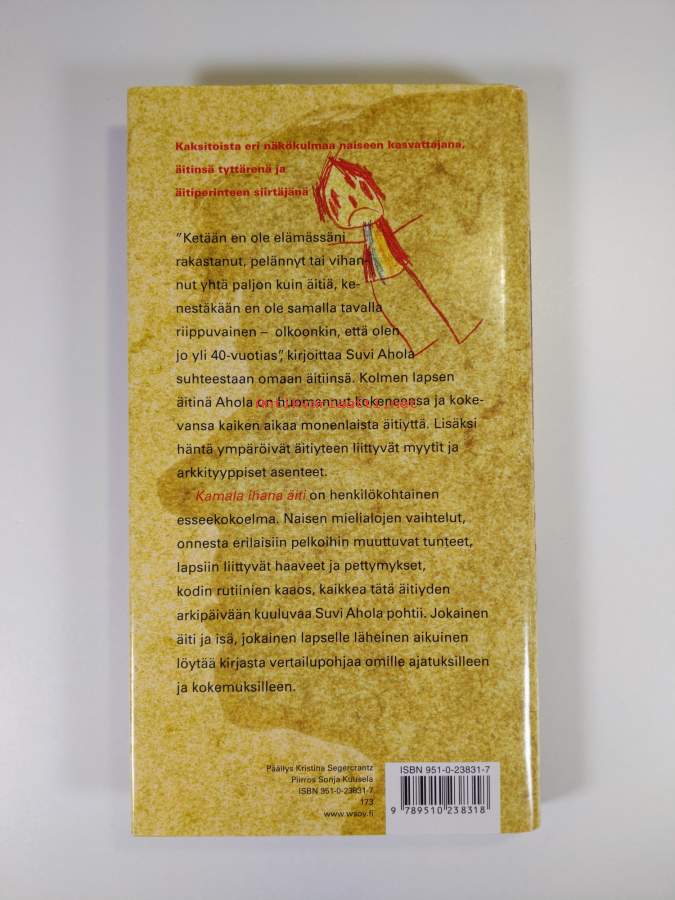 Kaksitoista eri näkökulmaa naiseen kasvattajana,
äitinsä tyttärenä ja
äitiperinteen siirtäjänä
"Ketään en ole elämässäni
rakastanut, pelännyt tai vihan-
nut yhtä paljon kuin äitiä, ke-
nestäkään en ole samalla tavalla
riippuvainen – olkoonkin, että olen
jo yli 40-vuotias", kirjoittaa Suvi Ahola
suhteestaan omaan äitiinsä. Kolmen lapsen
äitinä Ahola on huomannut kokeneensa ja koke-
vansa kaiken aikaa monenlaista äitiyttä. Lisäksi
häntä ympäröivät äitiyteen liittyvät myytit ja
arkkityyppiset asenteet.
Kamala ihana äiti on henkilökohtainen
esseekokoelma. Naisen mielialojen vaihtelut,
onnesta erilaisiin pelkoihin muuttuvat tunteet,
lapsiin liittyvät haaveet ja pettymykset,
kodin rutiinien kaaos, kaikkea tätä äitiyden
arkipäivään kuuluvaa Suvi Ahola pohtii. Jokainen
äiti ja isä, jokainen lapselle läheinen aikuinen
löytää kirjasta vertailupohjaa omille ajatuksilleen
ja kokemuksilleen.
Päällys Kristina Segercrantz
Piirros Sonja Kuusela
ISBN 951-0-23831-7
173
www.wsoy.fi
ISBN 951-0-23831-7
9 789510 238318